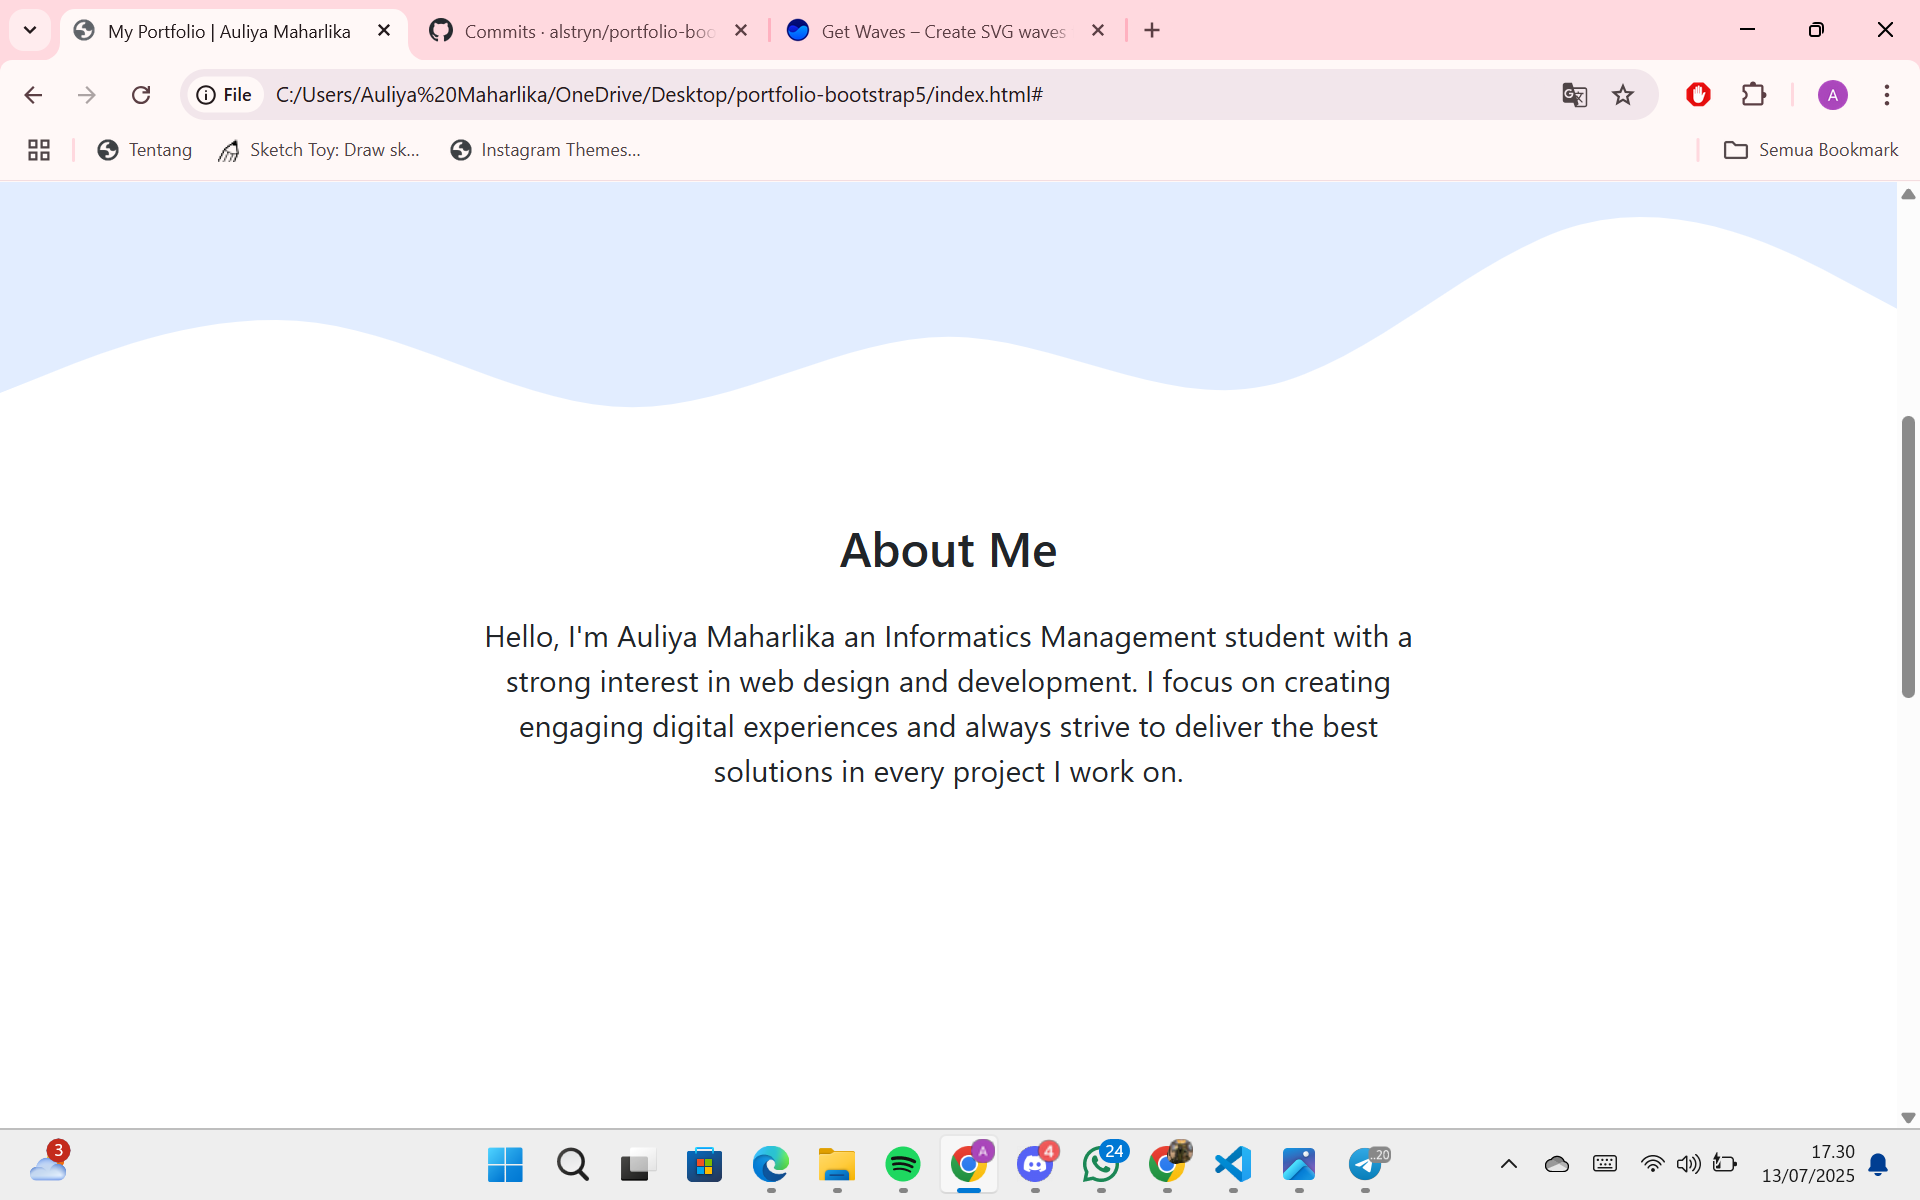 My Portfolio | Auliya Maharlika
Commits · alstryn/portfolio-boo
Get Waves – Create SVG waves
File
C:/Users/Auliya%20Maharlika/OneDrive/Desktop/portfolio-bootstrap5/index.html#
A
Tentang
Sketch Toy: Draw sk...
Instagram Themes...
Semua Bookmark
About Me
Hello, I'm Auliya Maharlika an Informatics Management student with a
strong interest in web design and development. I focus on creating
engaging digital experiences and always strive to deliver the best
solutions in every project I work on.
3
A
4
24
..20
17.30
13/07/2025